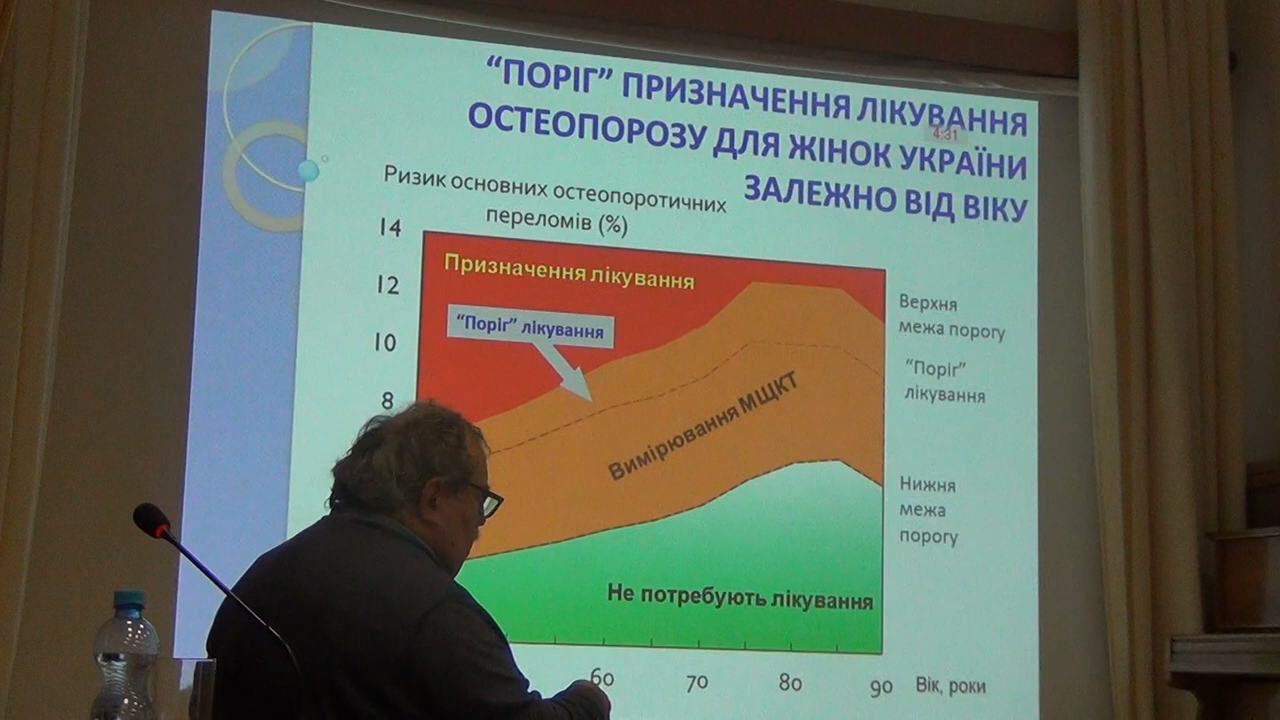 “ПОРІГ” ПРИЗНАЧЕННЯ ЛІКУВАННЯ
ОСТЕОПОРОЗУ ДЛЯ ЖІНОК УКРАЇНИ
ЗАЛЕЖНО ВІД ВІКУ
4:31
Ризик основних остеопоротичних
переломів (%)
14
12
10
8
Призначення лікування
“Поріг” лікування
Вимірювання МЩКТ
Не потребують лікування
Верхня
межа порогу
“Поріг”
лікування
Нижня
межа
порогу
60 70 80 90 Вік, роки